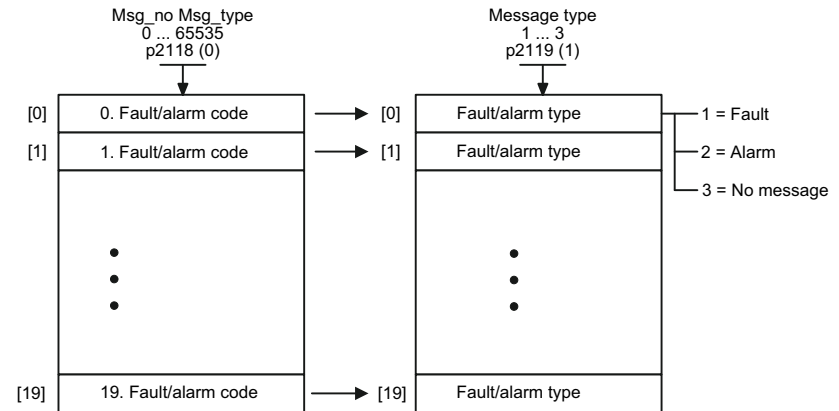 Msg_no Msg_type
0 ... 65535
p2118 (0)
Message type
1 ... 3
p2119 (1)
[0] 0. Fault/alarm code [0] Fault/alarm type 1 = Fault
[1] 1. Fault/alarm code [1] Fault/alarm type 2 = Alarm
3 = No message
[19] 19. Fault/alarm code [19] Fault/alarm type